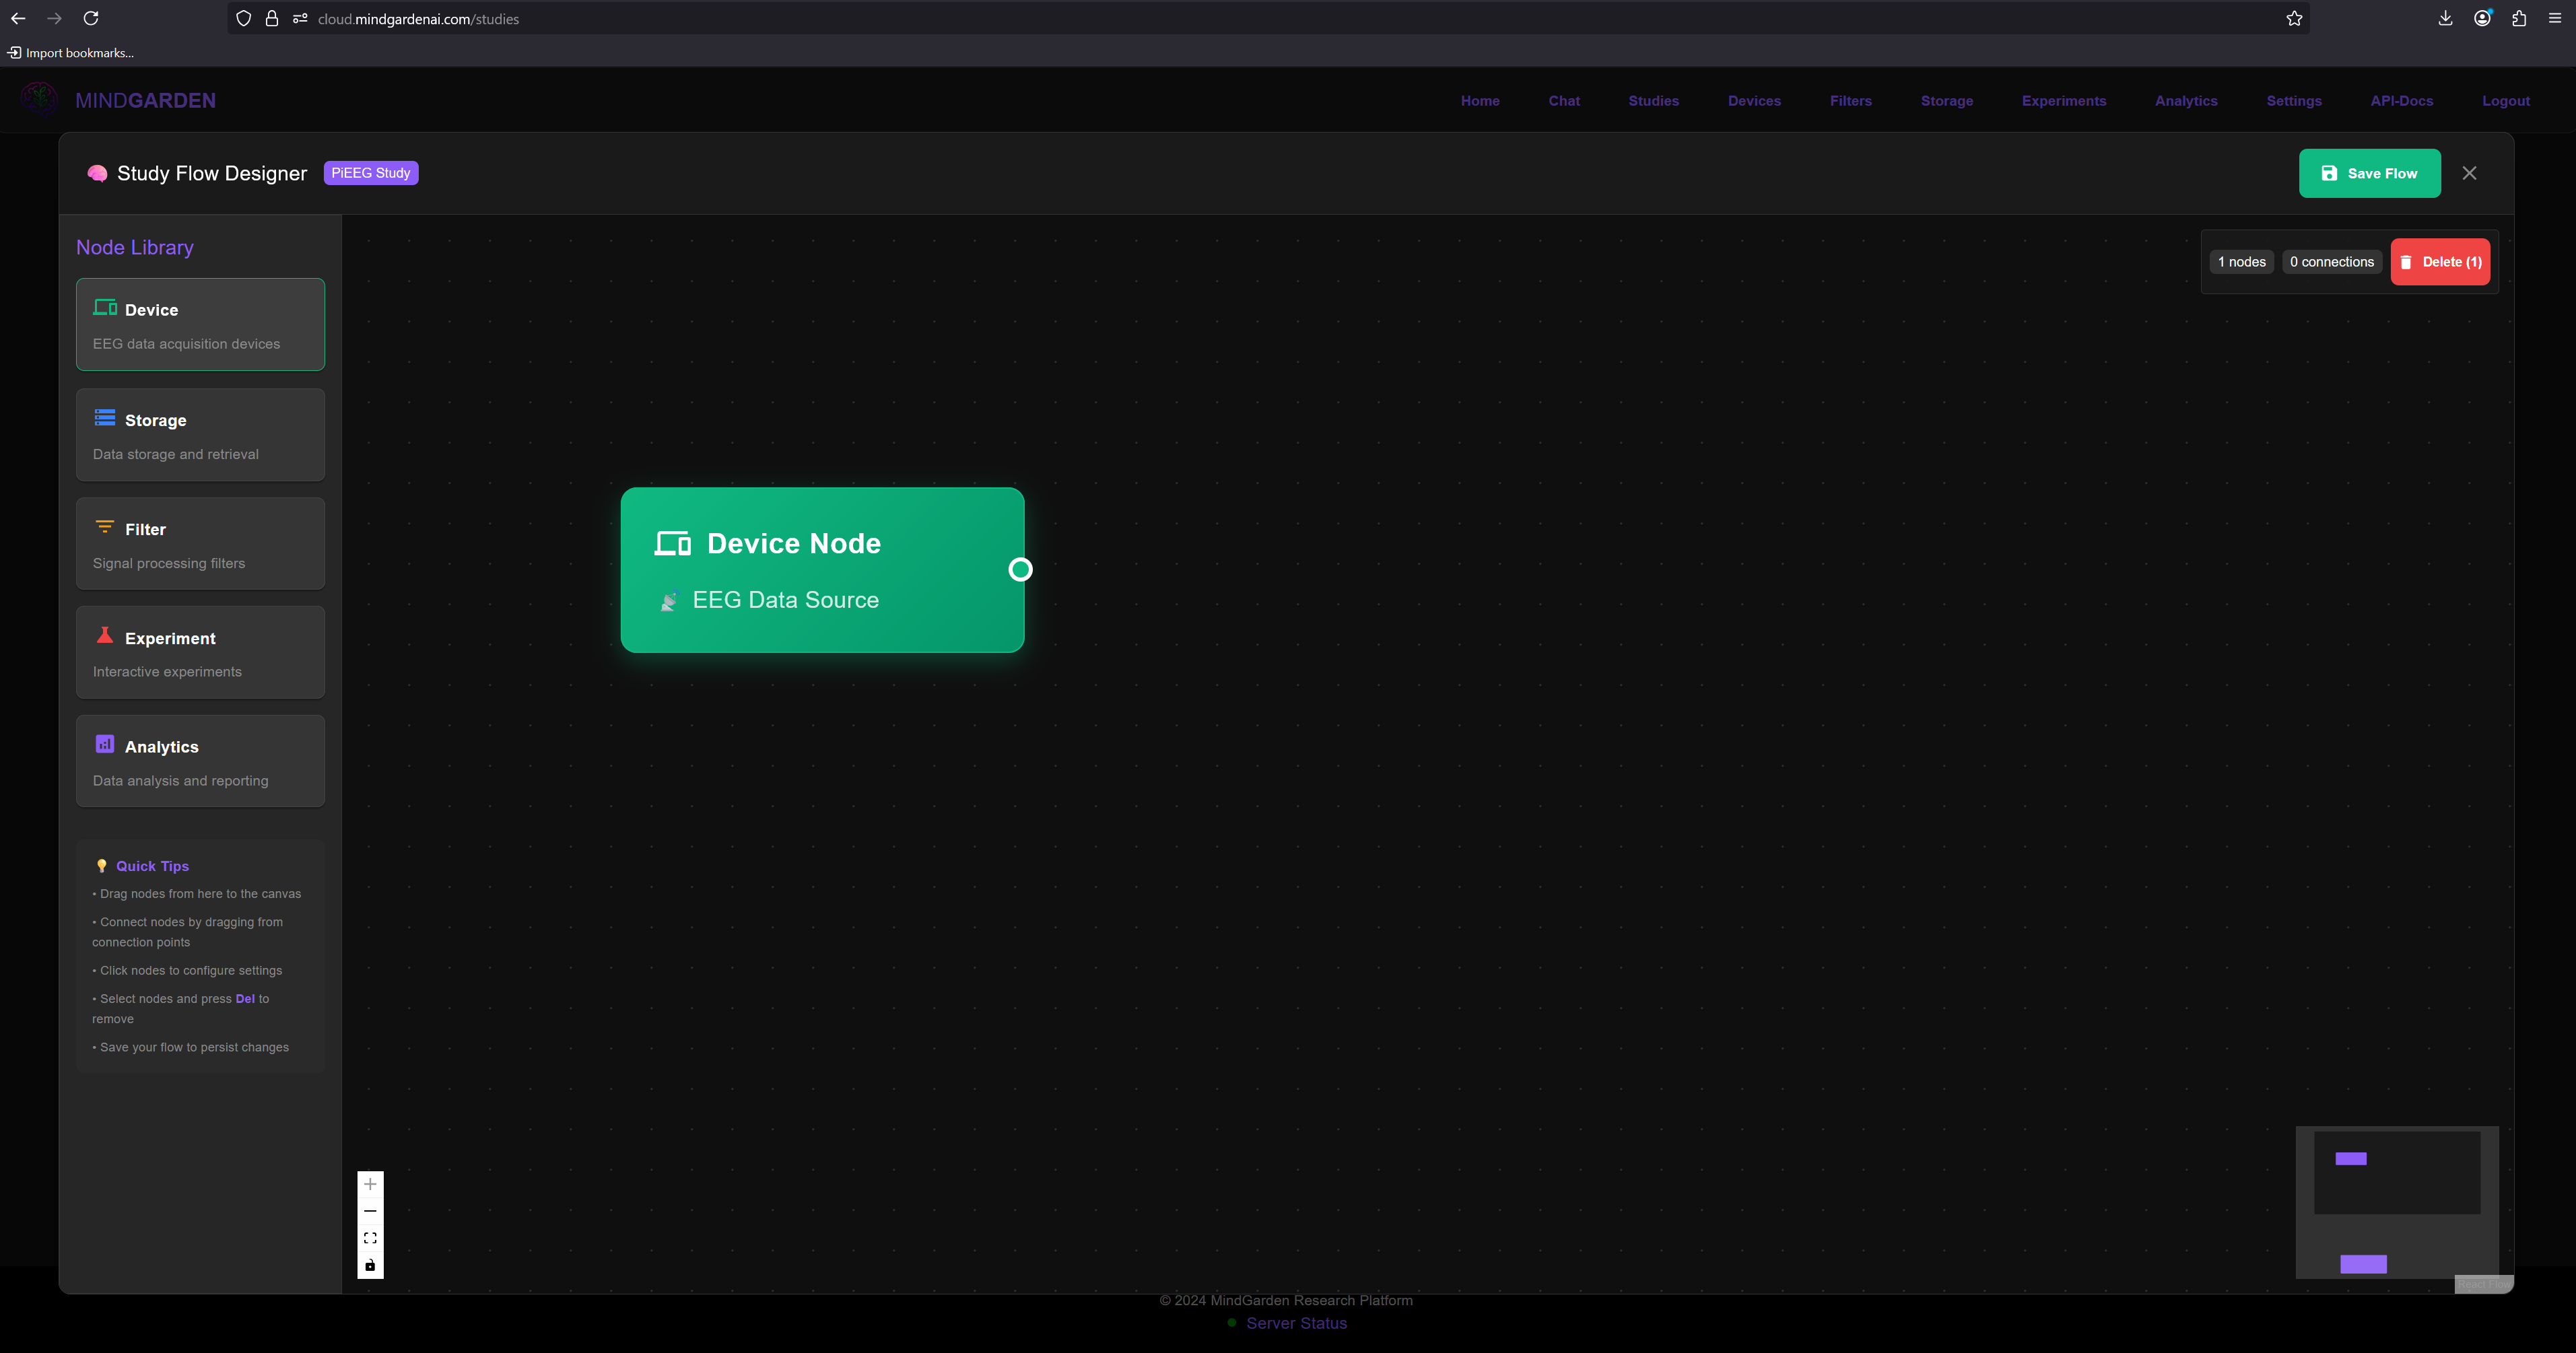 cloud.mindgardenai.com/studies
Import bookmarks...
MINDGARDEN
Home Chat Studies Devices Filters Storage Experiments Analytics Settings API-Docs Logout
Study Flow Designer PiEEG Study
Save Flow
Node Library
Device
EEG data acquisition devices
Storage
Data storage and retrieval
Filter
Signal processing filters
Experiment
Interactive experiments
Analytics
Data analysis and reporting
Quick Tips
• Drag nodes from here to the canvas
• Connect nodes by dragging from
connection points
• Click nodes to configure settings
• Select nodes and press Del to
remove
• Save your flow to persist changes
1 nodes 0 connections Delete (1)
Device Node
EEG Data Source
React Flow
© 2024 MindGarden Research Platform
Server Status